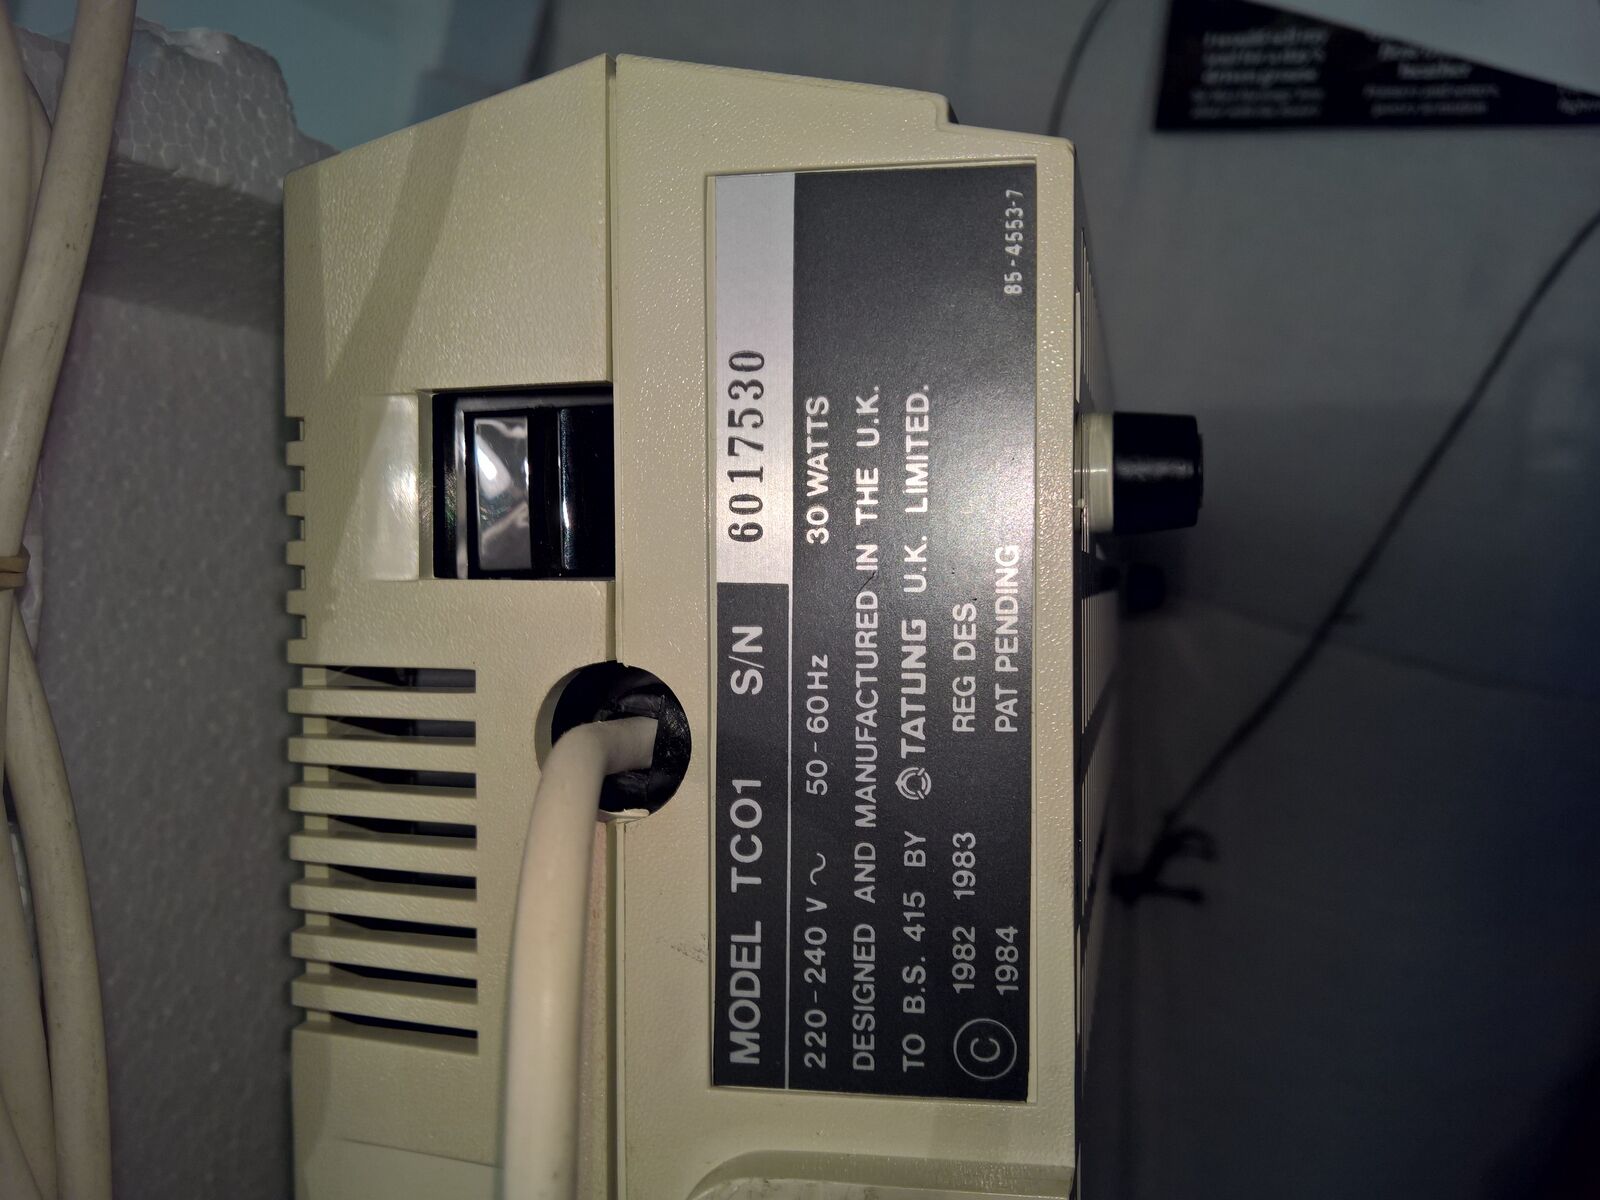 MODEL TC01 S/N 6017530
220-240 V ~ 50-60Hz 30 WATTS
DESIGNED AND MANUFACTURED IN THE U.K.
TO B.S. 415 BY TATUNG U.K. LIMITED.
© 1982 1983 REG DES
1984 PAT PENDING
85-4553-7